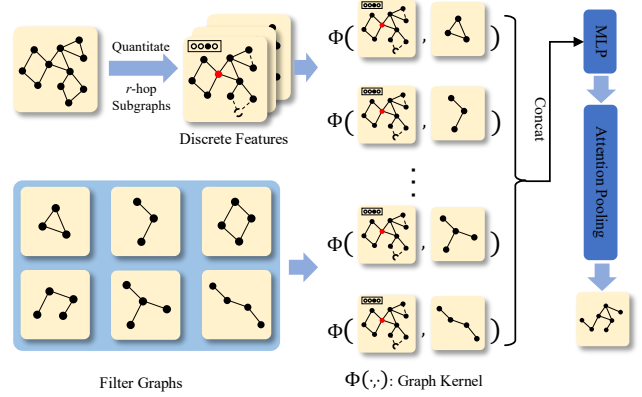 Quantitate
r-hop
Subgraphs
Discrete Features
Filter Graphs
Φ( , )
Φ( , )
⋮
Φ( , )
Φ( , )
Φ(·,·): Graph Kernel
Concat
MLP
Attention Pooling